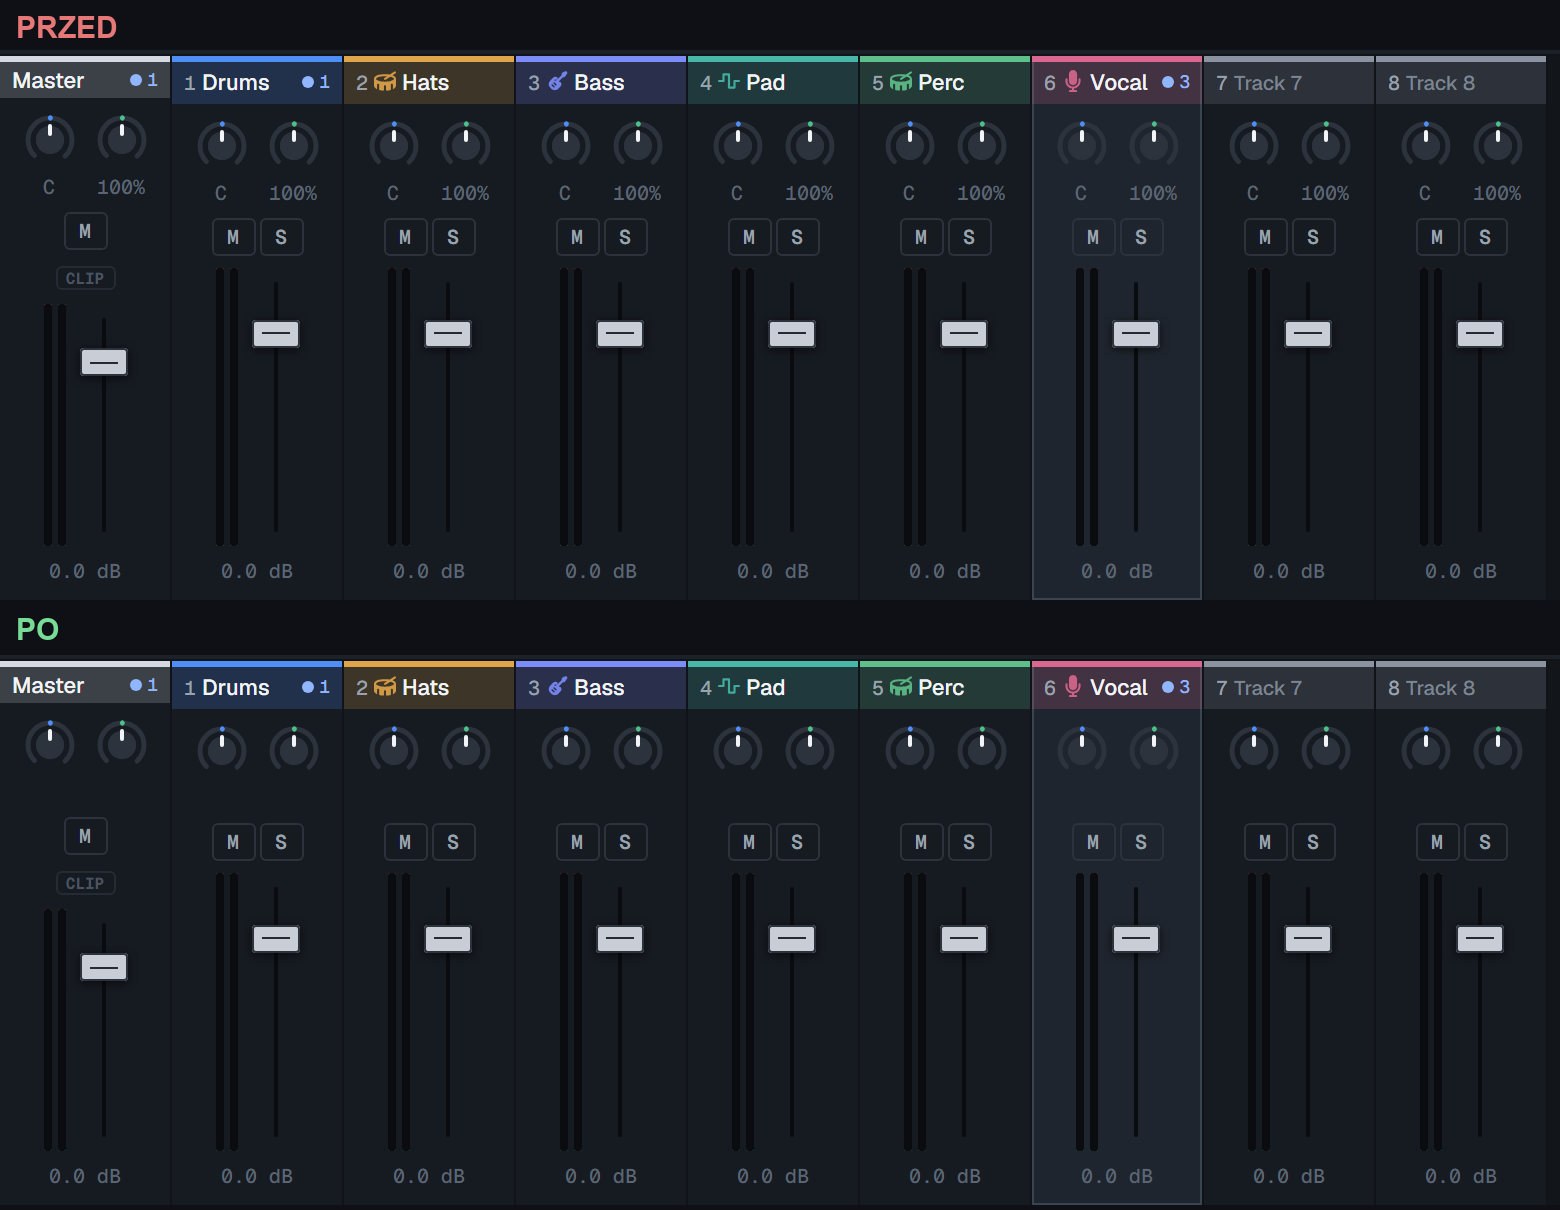 PRZED
Master 1 1 Drums 1 2 Hats 3 Bass 4 Pad 5 Perc 6 Vocal 3 7 Track 7 8 Track 8
C 100% C 100% C 100% C 100% C 100% C 100% C 100% C 100% C 100%
M M S M S M S M S M S M S M S M S
CLIP
0.0 dB 0.0 dB 0.0 dB 0.0 dB 0.0 dB 0.0 dB 0.0 dB 0.0 dB 0.0 dB
PO
Master 1 1 Drums 1 2 Hats 3 Bass 4 Pad 5 Perc 6 Vocal 3 7 Track 7 8 Track 8
M M S M S M S M S M S M S M S M S
CLIP
0.0 dB 0.0 dB 0.0 dB 0.0 dB 0.0 dB 0.0 dB 0.0 dB 0.0 dB 0.0 dB